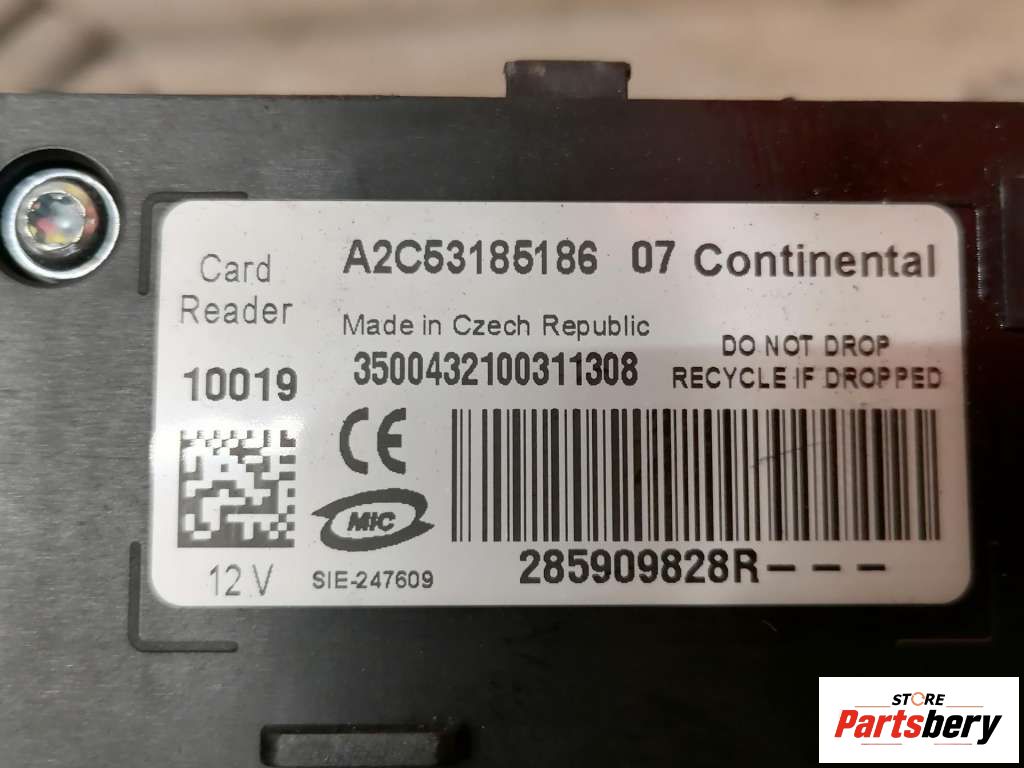 Card
Reader
10019
12 V
A2C53185186 07 Continental
Made in Czech Republic
3500432100311308
DO NOT DROP
RECYCLE IF DROPPED
CE
MIC
SIE-247609
285909828R---
STORE
Partsbery